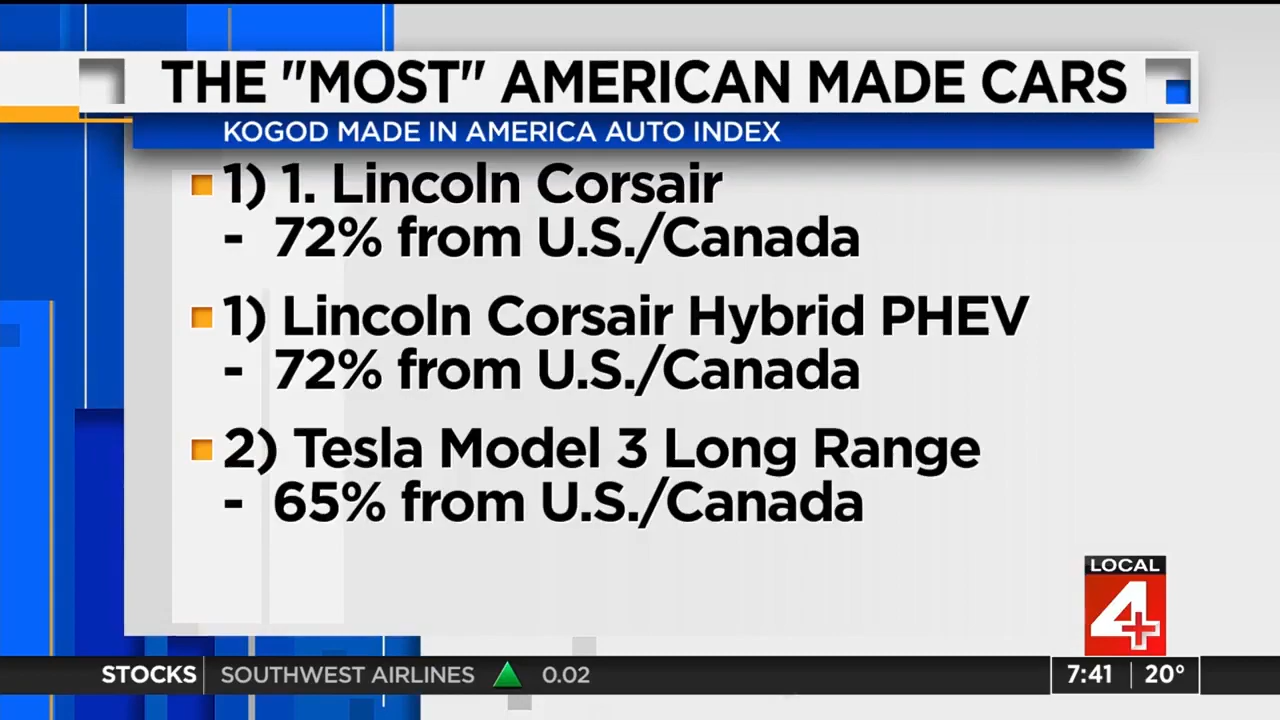 THE "MOST" AMERICAN MADE CARS
KOGOD MADE IN AMERICA AUTO INDEX
1) 1. Lincoln Corsair
- 72% from U.S./Canada
1) Lincoln Corsair Hybrid PHEV
- 72% from U.S./Canada
2) Tesla Model 3 Long Range
- 65% from U.S./Canada
LOCAL
4+
STOCKS SOUTHWEST AIRLINES ▲ 0.02 7:41 20°